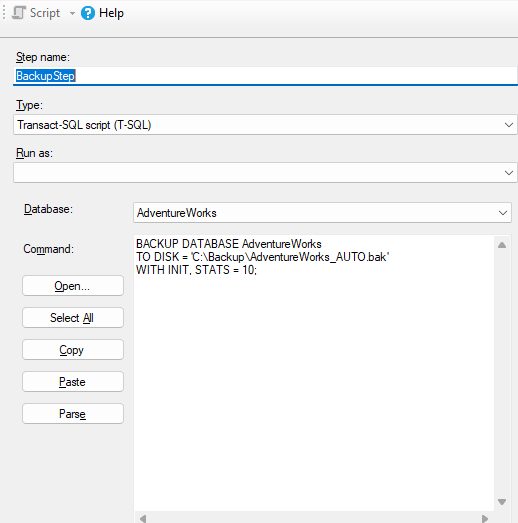 Script Help
Step name:
BackupStep
Type:
Transact-SQL script (T-SQL)
Run as:
Database:
AdventureWorks
Command:
BACKUP DATABASE AdventureWorks
TO DISK = 'C:\Backup\AdventureWorks_AUTO.bak'
WITH INIT, STATS = 10;
Open...
Select All
Copy
Paste
Parse